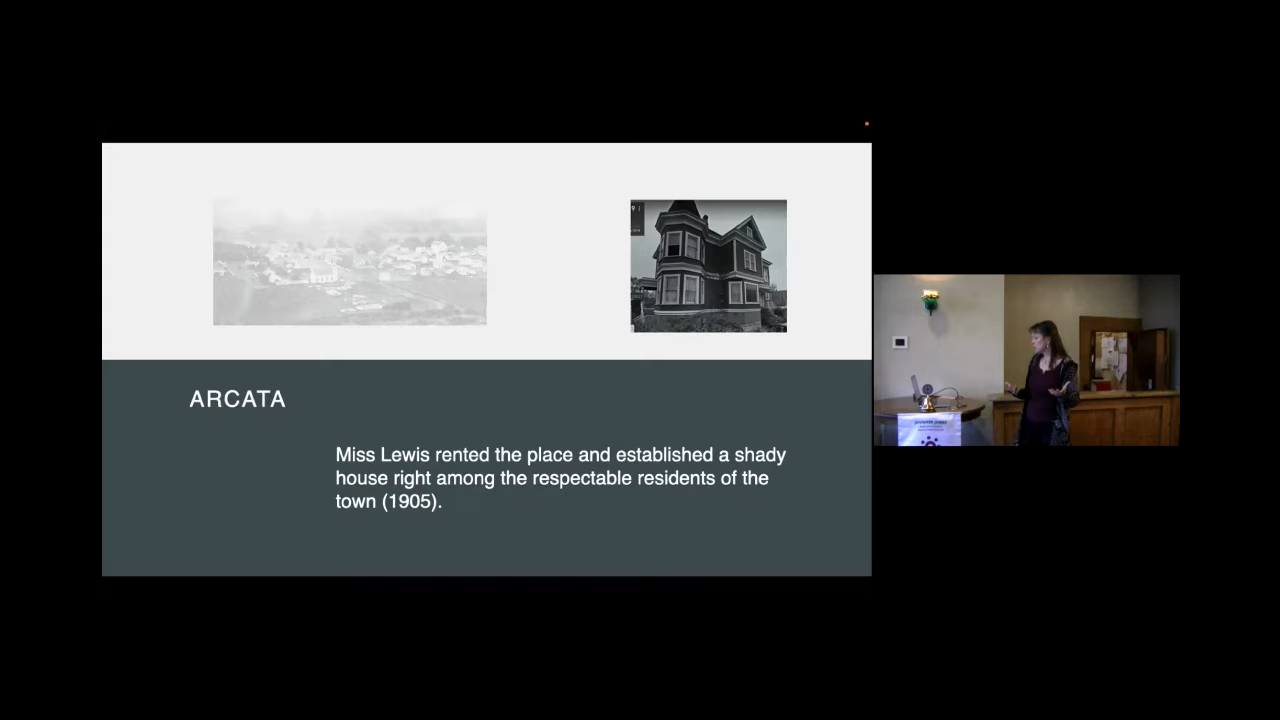 ARCATA
Miss Lewis rented the place and established a shady
house right among the respectable residents of the
town (1905).